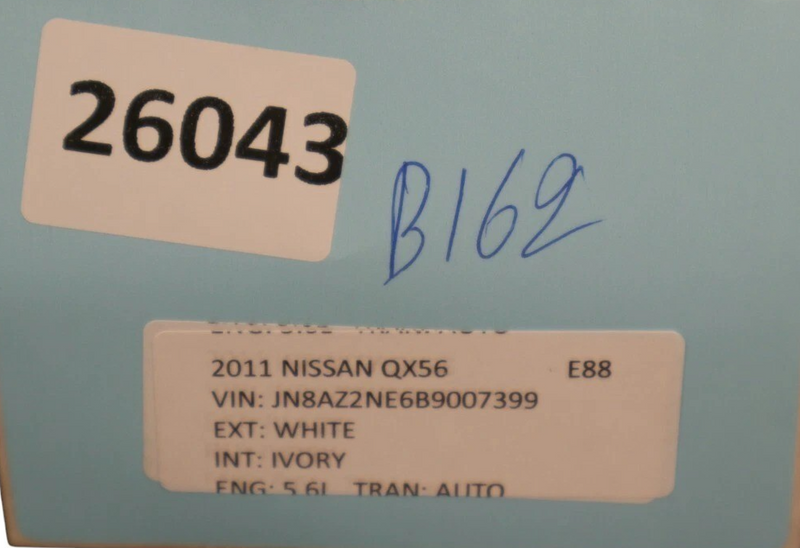 26043
B162
2011 NISSAN QX56 E88
VIN: JN8AZ2NE6B9007399
EXT: WHITE
INT: IVORY
ENG: 5.6L TRAN: AUTO